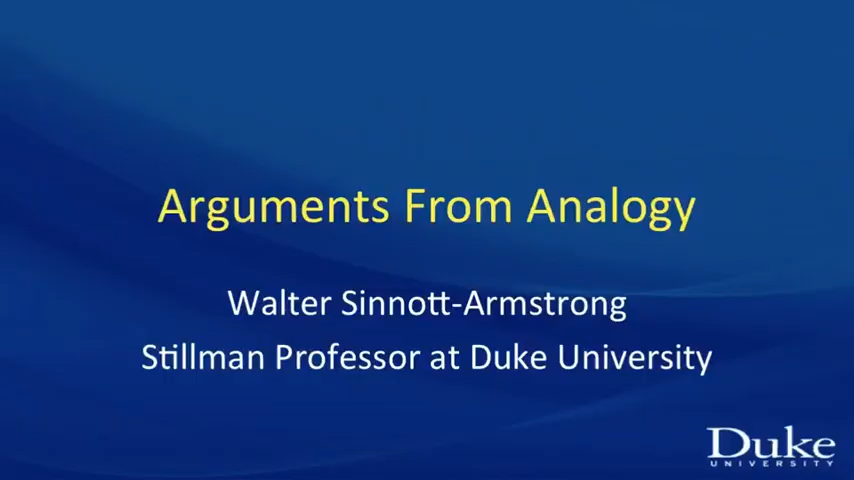 Arguments From Analogy
Walter Sinnott-Armstrong
Stillman Professor at Duke University
Duke
UNIVERSITY